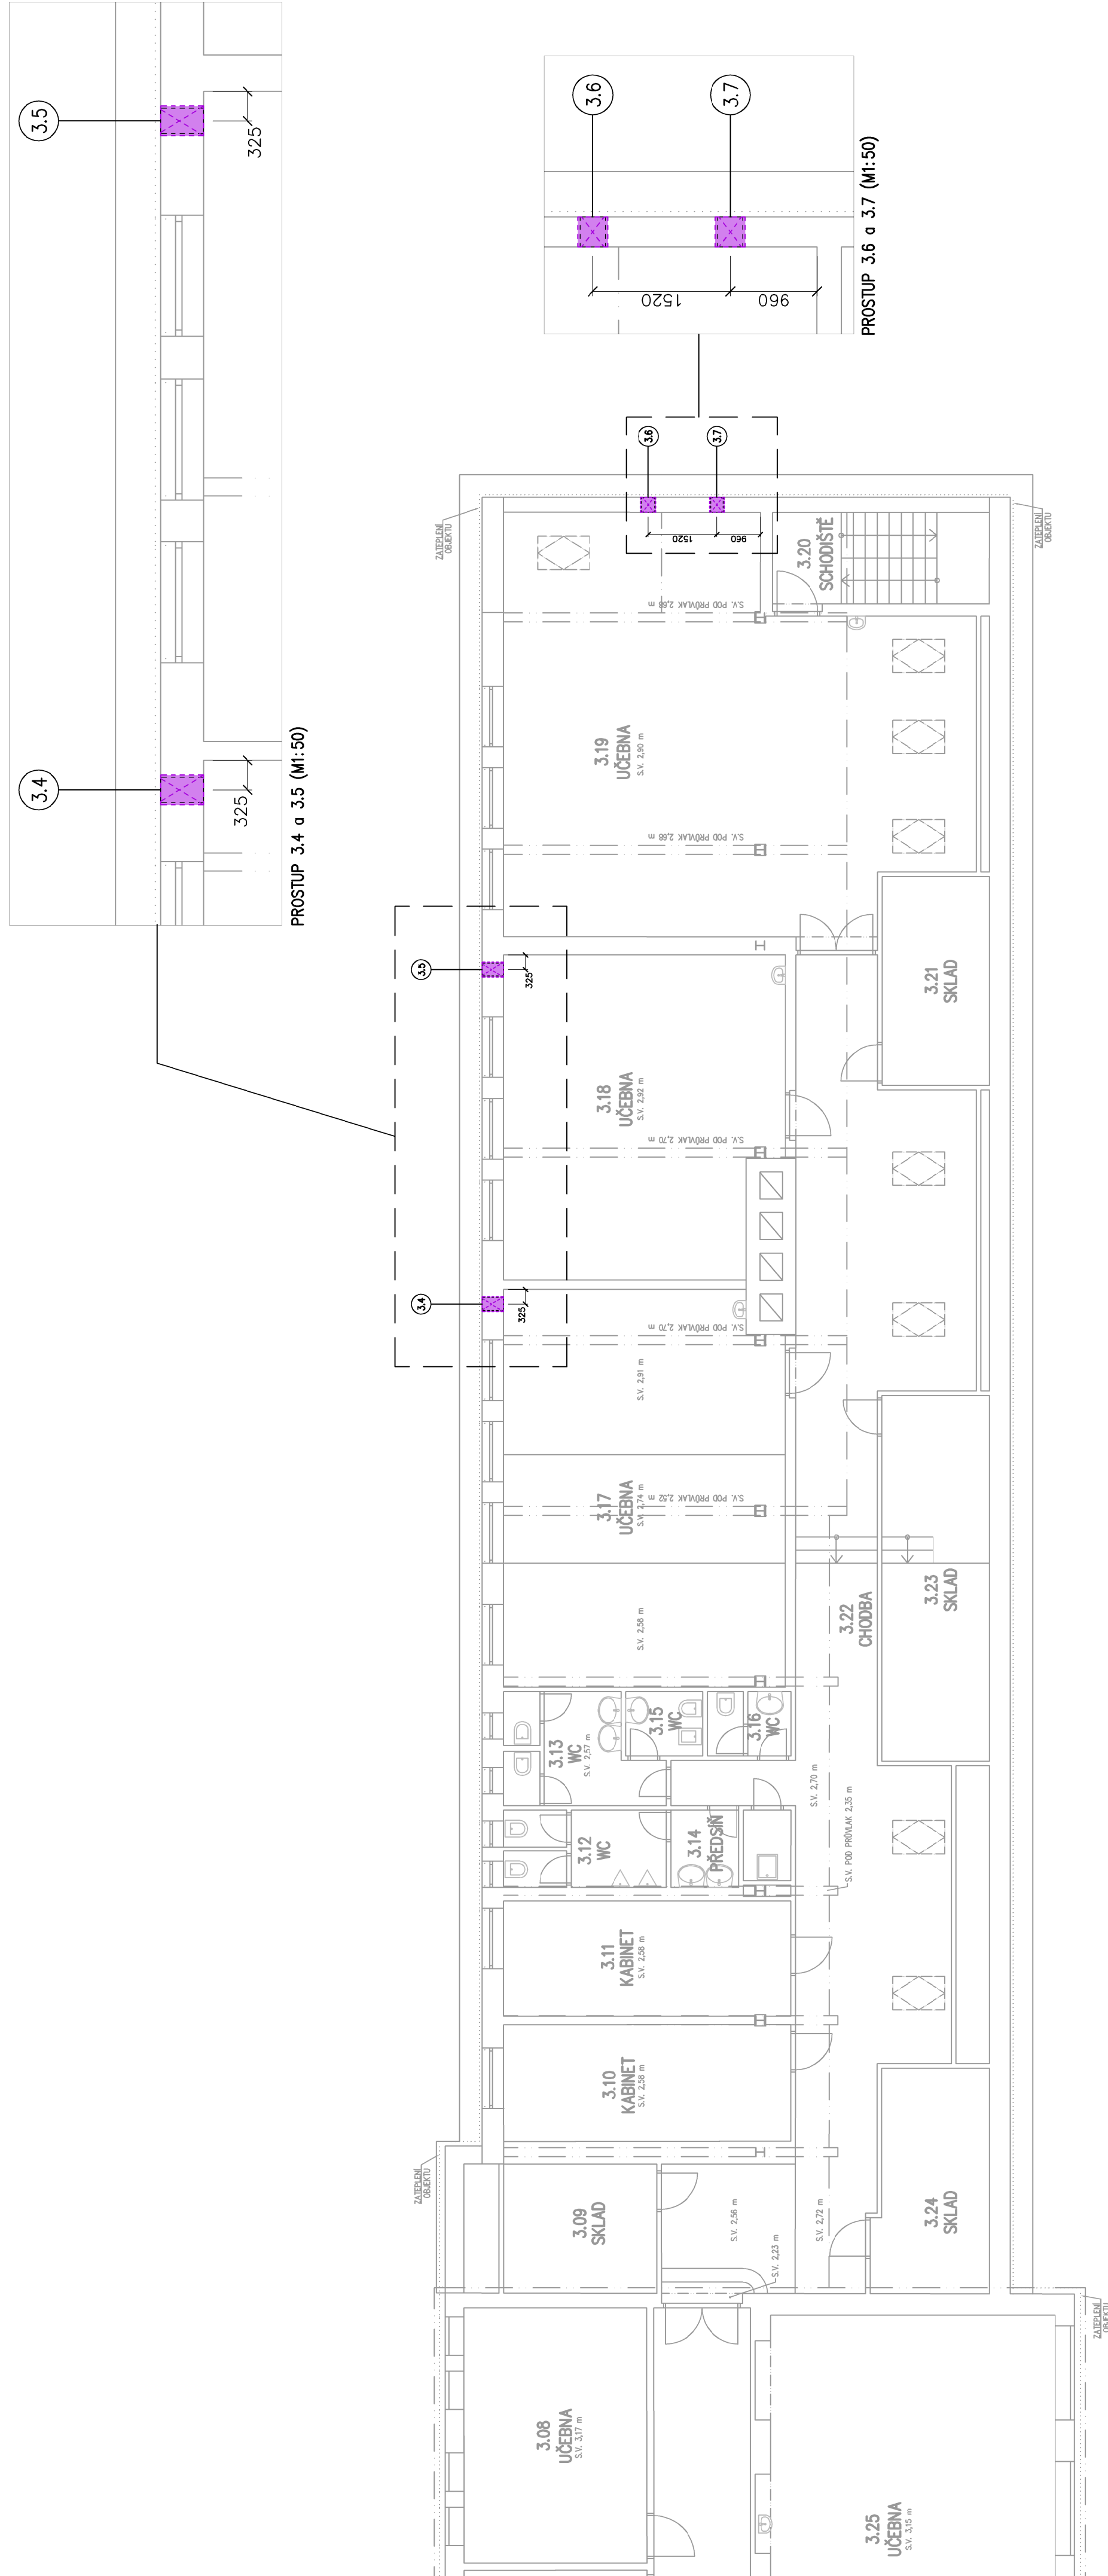 3.5
325
3.4
325
PROSTUP 3.4 a 3.5 (M1:50)
3.6
3.7
1520
960
PROSTUP 3.6 a 3.7 (M1:50)
3.6
3.7
1520
960
ZATEPLENÍ
OBJEKTU
ZATEPLENÍ
OBJEKTU
3.20
SCHODIŠTĚ
S.V. POD PRŮVLAK 2,68 m
3.19
UČEBNA
S.V. 2,90 m
S.V. POD PRŮVLAK 2,68 m
3.5
325
3.21
SKLAD
3.18
UČEBNA
S.V. 2,92 m
S.V. POD PRŮVLAK 2,70 m
3.4
325
S.V. POD PRŮVLAK 2,70 m
S.V. 2,91 m
3.17
UČEBNA
S.V. 2,74 m
S.V. POD PRŮVLAK 2,52 m
S.V. 2,58 m
3.22
CHODBA
3.23
SKLAD
3.15
WC
3.16
WC
3.13
WC
S.V. 2,57 m
S.V. 2,70 m
3.12
WC
3.14
PŘEDSÍŇ
S.V. POD PRŮVLAK 2,35 m
3.11
KABINET
S.V. 2,58 m
3.10
KABINET
S.V. 2,58 m
ZATEPLENÍ
OBJEKTU
3.09
SKLAD
S.V. 2,56 m
S.V. 2,72 m
S.V. 2,23 m
3.24
SKLAD
ZATEPLENÍ
OBJEKTU
3.08
UČEBNA
S.V. 3,17 m
3.25
UČEBNA
S.V. 3,15 m